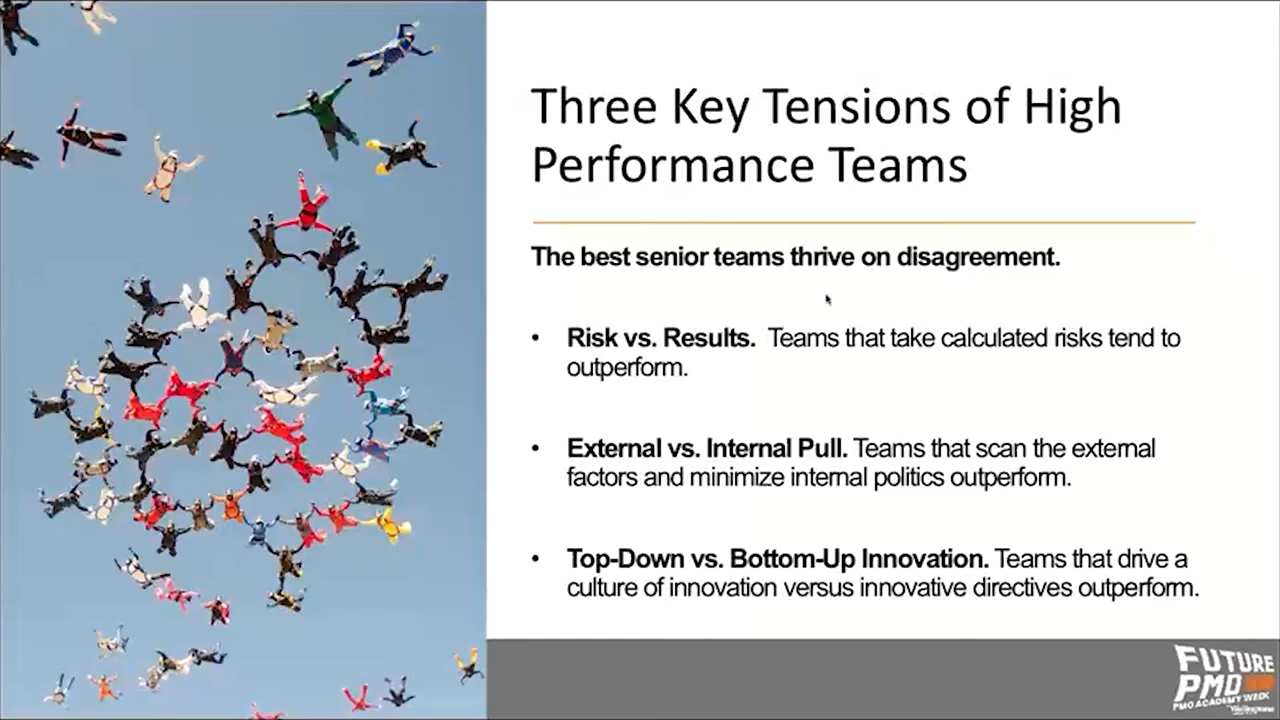 Three Key Tensions of High
Performance Teams
The best senior teams thrive on disagreement.
• Risk vs. Results. Teams that take calculated risks tend to
outperform.
• External vs. Internal Pull. Teams that scan the external
factors and minimize internal politics outperform.
• Top-Down vs. Bottom-Up Innovation. Teams that drive a
culture of innovation versus innovative directives outperform.
FUTURE
PMO
PMO ACADEMY WEEK